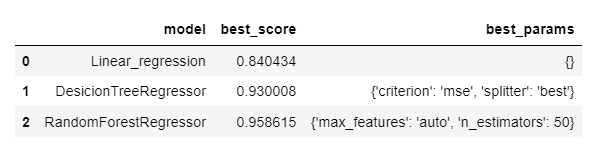 model best_score best_params
0 Linear_regression 0.840434 {}
1 DesicionTreeRegressor 0.930008 {'criterion': 'mse', 'splitter': 'best'}
2 RandomForestRegressor 0.958615 {'max_features': 'auto', 'n_estimators': 50}